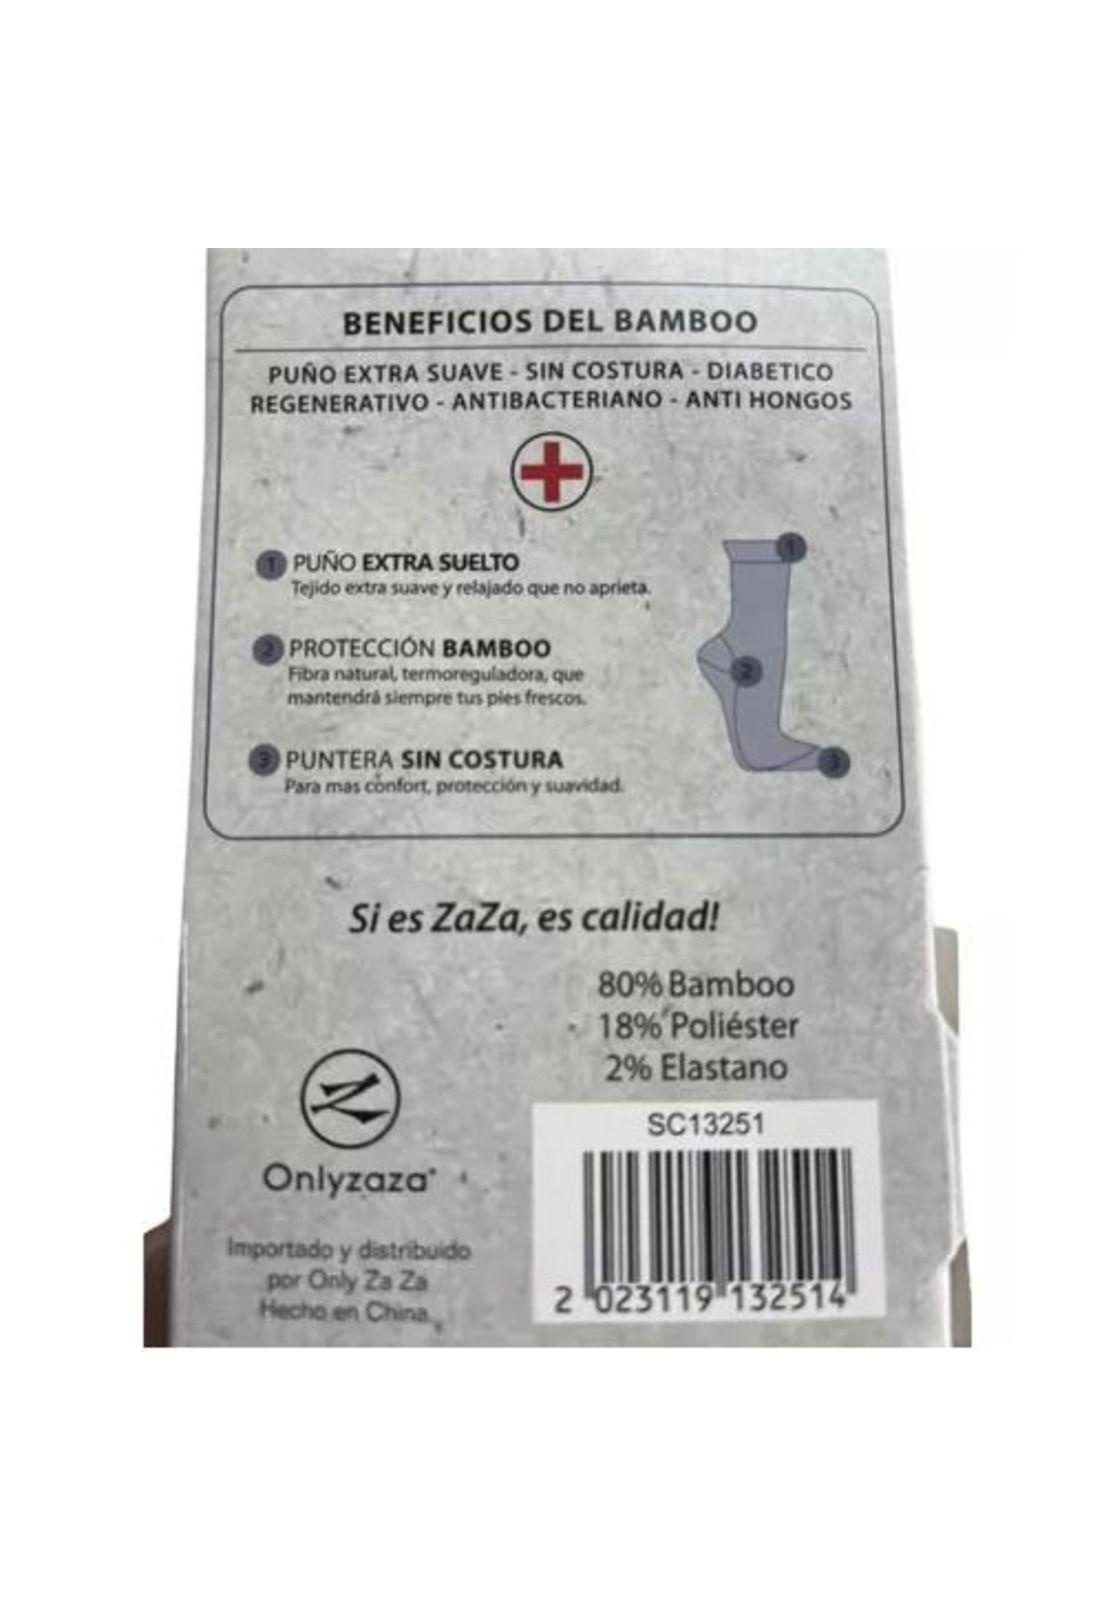 BENEFICIOS DEL BAMBOO
PUÑO EXTRA SUAVE - SIN COSTURA - DIABETICO
REGENERATIVO - ANTIBACTERIANO - ANTI HONGOS
1 PUÑO EXTRA SUELTO
Tejido extra suave y relajado que no aprieta.
2 PROTECCIÓN BAMBOO
Fibra natural, termoreguladora, que
mantendrá siempre tus pies frescos.
3 PUNTERA SIN COSTURA
Para mas confort, protección y suavidad.
1
2
3
Si es ZaZa, es calidad!
80% Bamboo
18% Poliéster
2% Elastano
Onlyzaza
Importado y distribuido
por Only Za Za
Hecho en China
SC13251
2 023119 132514